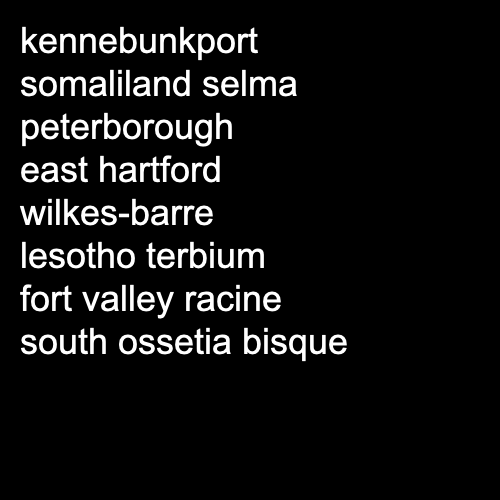 kennebunkport
somaliland selma
peterborough
east hartford
wilkes-barre
lesotho terbium
fort valley racine
south ossetia bisque